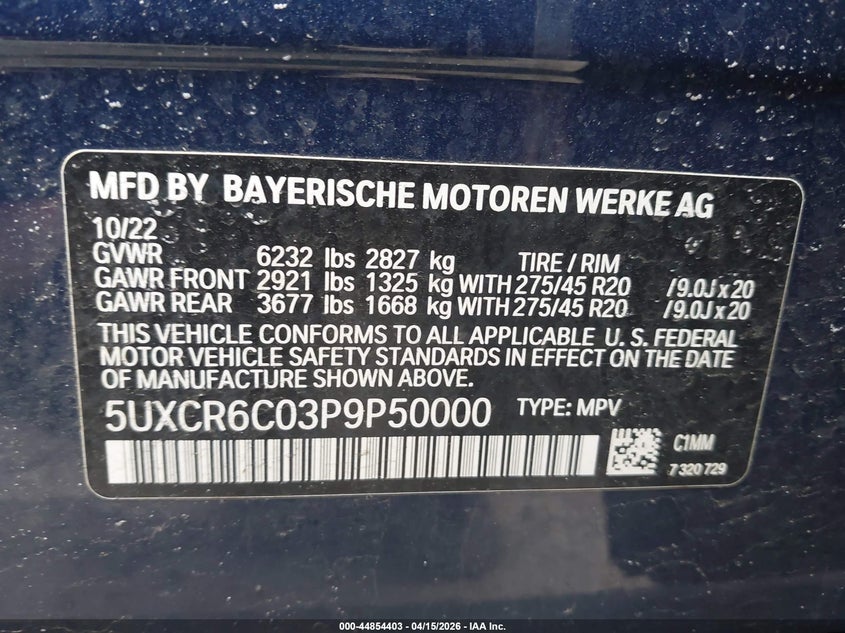 MFD BY BAYERISCHE MOTOREN WERKE AG
10/22
GVWR 6232 lbs 2827 kg TIRE / RIM
GAWR FRONT 2921 lbs 1325 kg WITH 275/45 R20 /9.0J x 20
GAWR REAR 3677 lbs 1668 kg WITH 275/45 R20 /9.0J x 20
THIS VEHICLE CONFORMS TO ALL APPLICABLE U. S. FEDERAL
MOTOR VEHICLE SAFETY STANDARDS IN EFFECT ON THE DATE
OF MANUFACTURE SHOWN ABOVE.
5UXCR6C03P9P50000 TYPE: MPV
C1MM
7 320 729
000-44854403 - 04/15/2026 - IAA Inc.